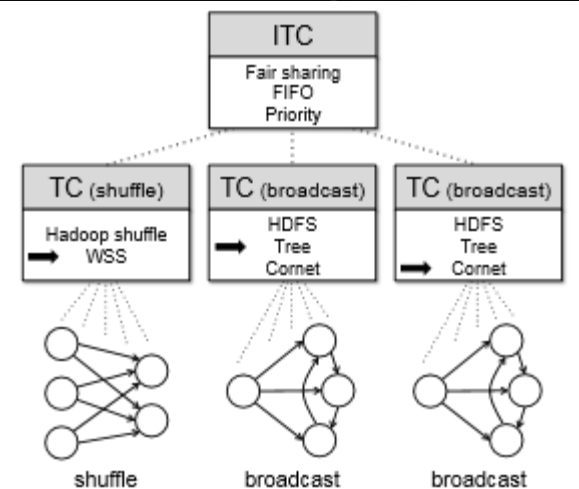 ITC
Fair sharing
FIFO
Priority
TC (shuffle)
Hadoop shuffle
WSS
TC (broadcast)
HDFS
Tree
Cornet
TC (broadcast)
HDFS
Tree
Cornet
shuffle
broadcast
broadcast